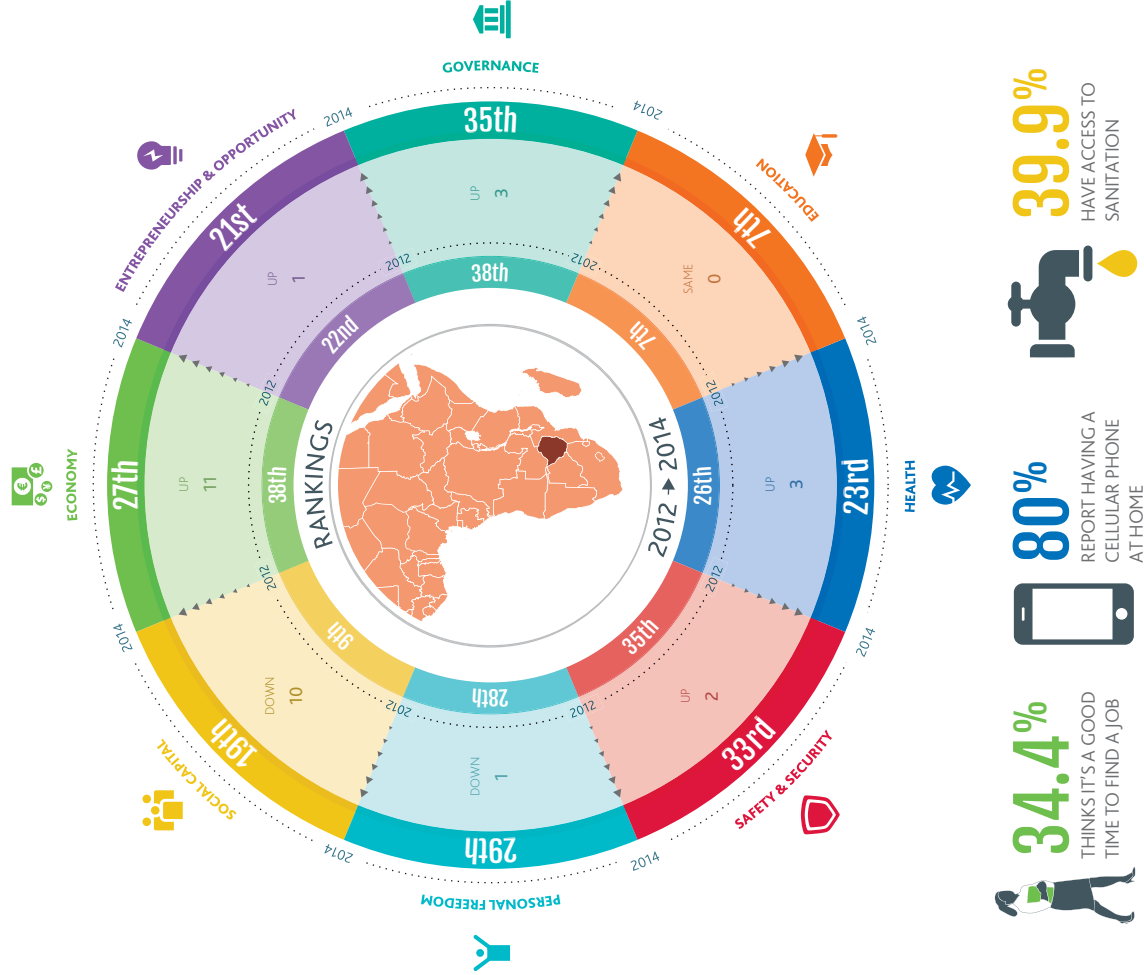 RANKINGS
2012 → 2014
ECONOMY
2014
27th
UP
11
38th
2012
ENTREPRENEURSHIP & OPPORTUNITY
2014
21st
UP
1
22nd
2012
GOVERNANCE
2014
35th
UP
3
38th
2012
EDUCATION
2014
7th
SAME
0
7th
2012
HEALTH
2014
23rd
UP
3
26th
2012
SAFETY & SECURITY
2014
33rd
UP
2
35th
2012
PERSONAL FREEDOM
2014
29th
DOWN
1
28th
2012
SOCIAL CAPITAL
2014
19th
DOWN
10
9th
2012
34.4%
THINKS IT'S A GOOD
TIME TO FIND A JOB
80%
REPORT HAVING A
CELLULAR PHONE
AT HOME
39.9%
HAVE ACCESS TO
SANITATION